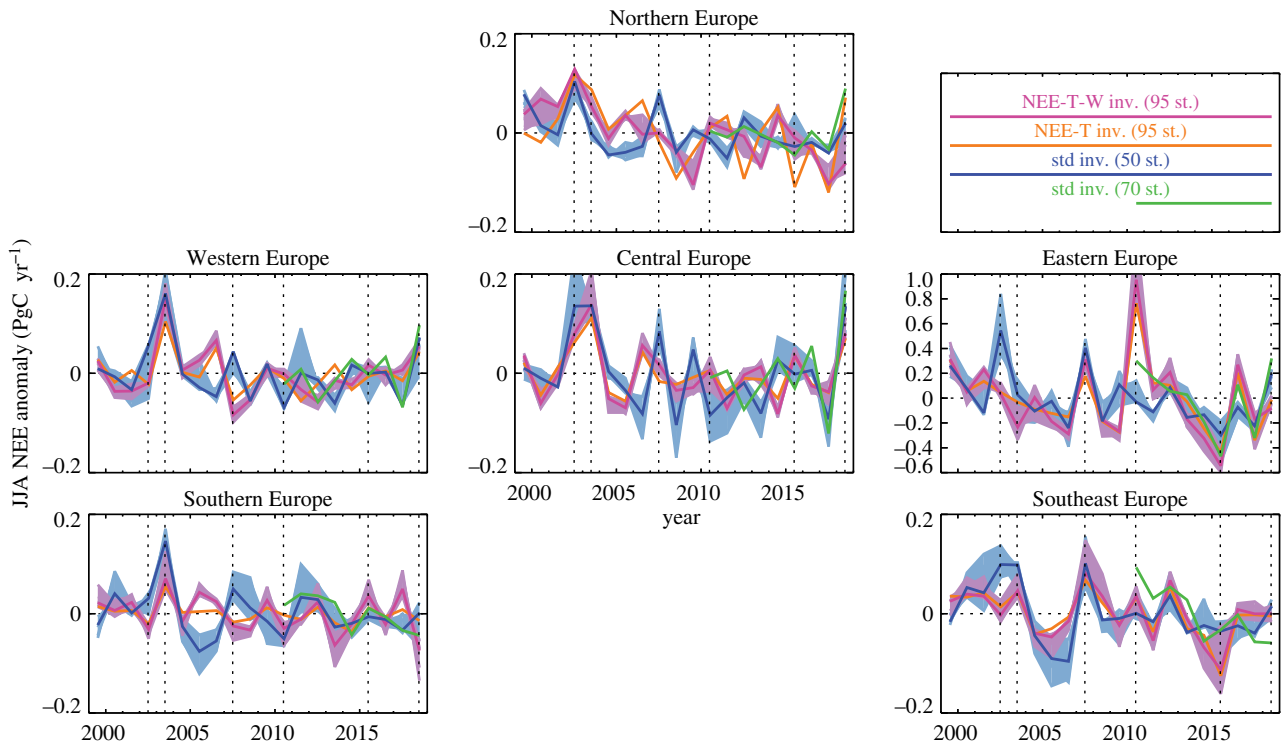 Northern Europe
0.2
0
–0.2
NEE-T-W inv. (95 st.)
NEE-T inv. (95 st.)
std inv. (50 st.)
std inv. (70 st.)
JJA NEE anomaly (PgC yr⁻¹)
Western Europe
0.2
0
–0.2
Central Europe
0.2
0
–0.2
2000 2005 2010 2015
year
Eastern Europe
1.0
0.8
0.6
0.4
0.2
0
–0.2
–0.4
–0.6
Southern Europe
0.2
0
–0.2
2000 2005 2010 2015
Southeast Europe
0.2
0
–0.2
2000 2005 2010 2015